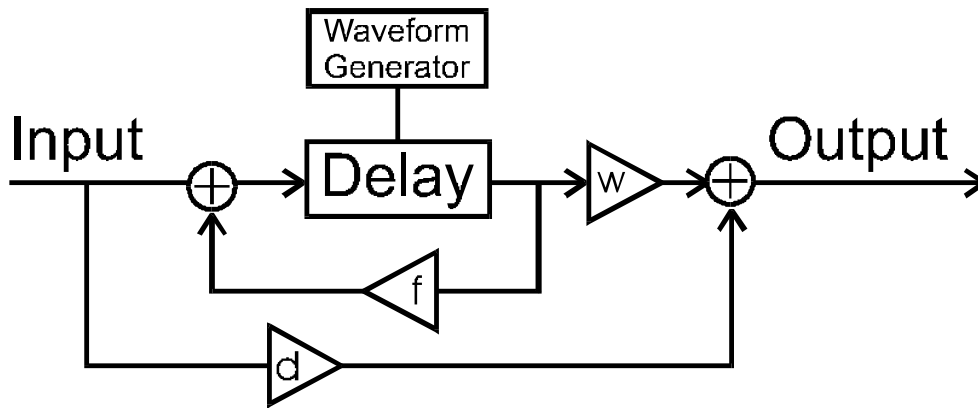 Waveform
Generator
Input
Output
Delay
w
f
d